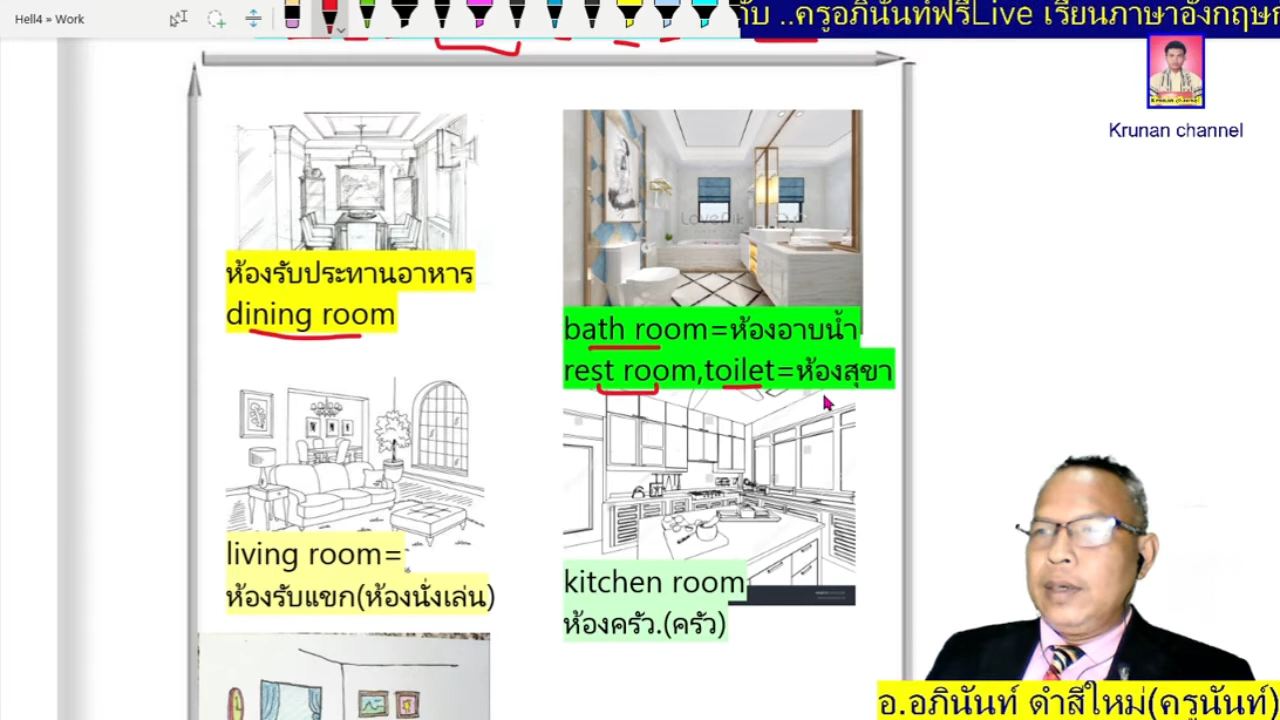 Hell4 » Work
กับ ..ครูอภินันท์ฟรีLive เรียนภาษาอังกฤษ
Krunan channel
ห้องรับประทานอาหาร
dining room
bath room=ห้องอาบน้ำ
rest room,toilet=ห้องสุขา
living room=
ห้องรับแขก(ห้องนั่งเล่น)
kitchen room
ห้องครัว.(ครัว)
อ.อภินันท์ ดำสีใหม่(ครูนันท์)